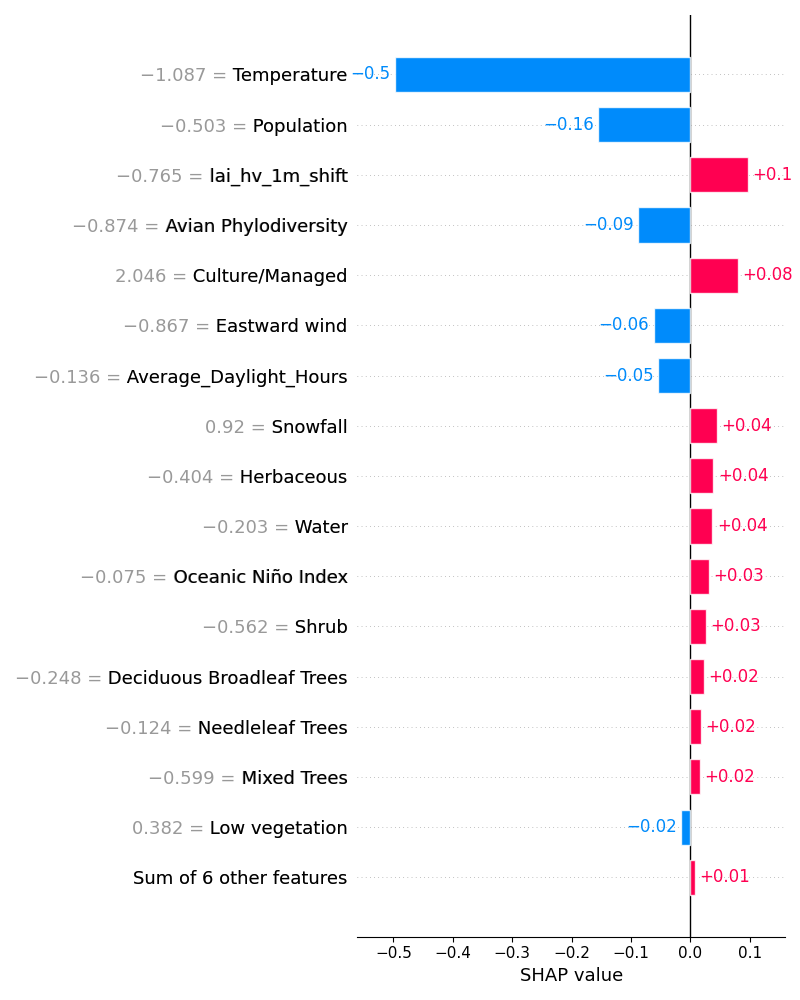 −1.087 = Temperature −0.5
−0.503 = Population −0.16
−0.765 = lai_hv_1m_shift +0.1
−0.874 = Avian Phylodiversity −0.09
2.046 = Culture/Managed +0.08
−0.867 = Eastward wind −0.06
−0.136 = Average_Daylight_Hours −0.05
0.92 = Snowfall +0.04
−0.404 = Herbaceous +0.04
−0.203 = Water +0.04
−0.075 = Oceanic Niño Index +0.03
−0.562 = Shrub +0.03
−0.248 = Deciduous Broadleaf Trees +0.02
−0.124 = Needleleaf Trees +0.02
−0.599 = Mixed Trees +0.02
0.382 = Low vegetation −0.02
Sum of 6 other features +0.01
−0.5 −0.4 −0.3 −0.2 −0.1 0.0 0.1
SHAP value